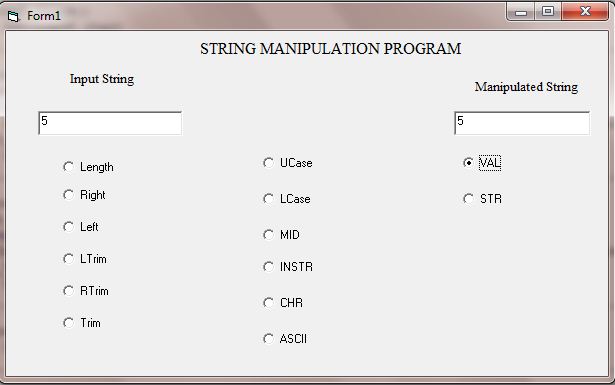 Form1
STRING MANIPULATION PROGRAM
Input String
Manipulated String
5
5
Length
UCase
VAL
Right
LCase
STR
Left
MID
LTrim
INSTR
RTrim
CHR
Trim
ASCII